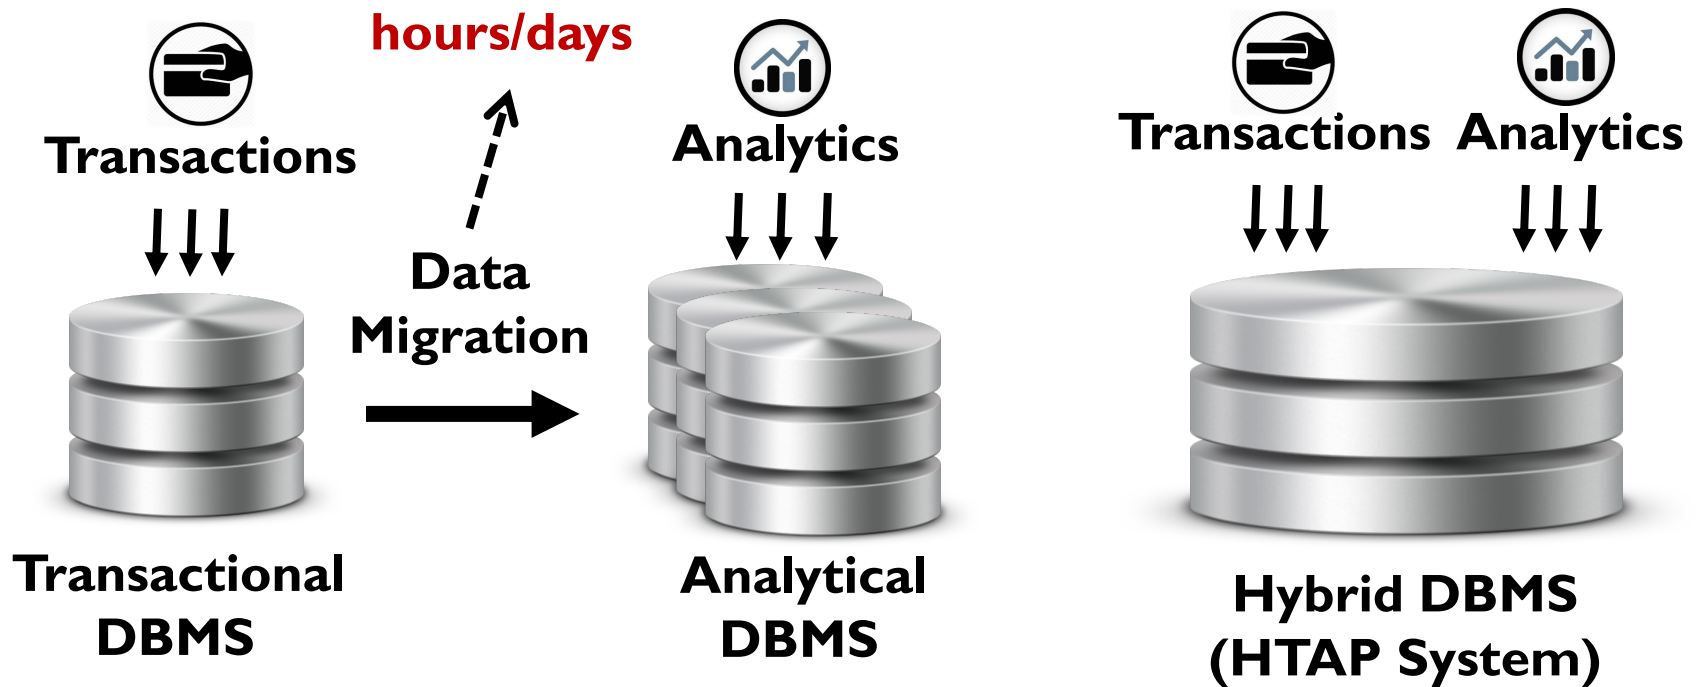 hours/days
Transactions
Analytics
Data
Migration
Transactional
DBMS
Analytical
DBMS
Transactions
Analytics
Hybrid DBMS
(HTAP System)